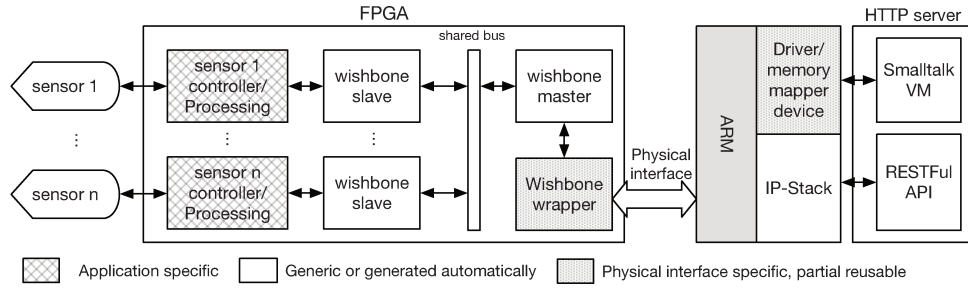 FPGA
HTTP server
shared bus
sensor 1
sensor 1
controller/
Processing
wishbone
slave
wishbone
master
ARM
Driver/
memory
mapper
device
Smalltalk
VM
...
...
...
sensor n
sensor n
controller/
Processing
wishbone
slave
Wishbone
wrapper
Physical
interface
IP-Stack
RESTFul
API
Application specific
Generic or generated automatically
Physical interface specific, partial reusable